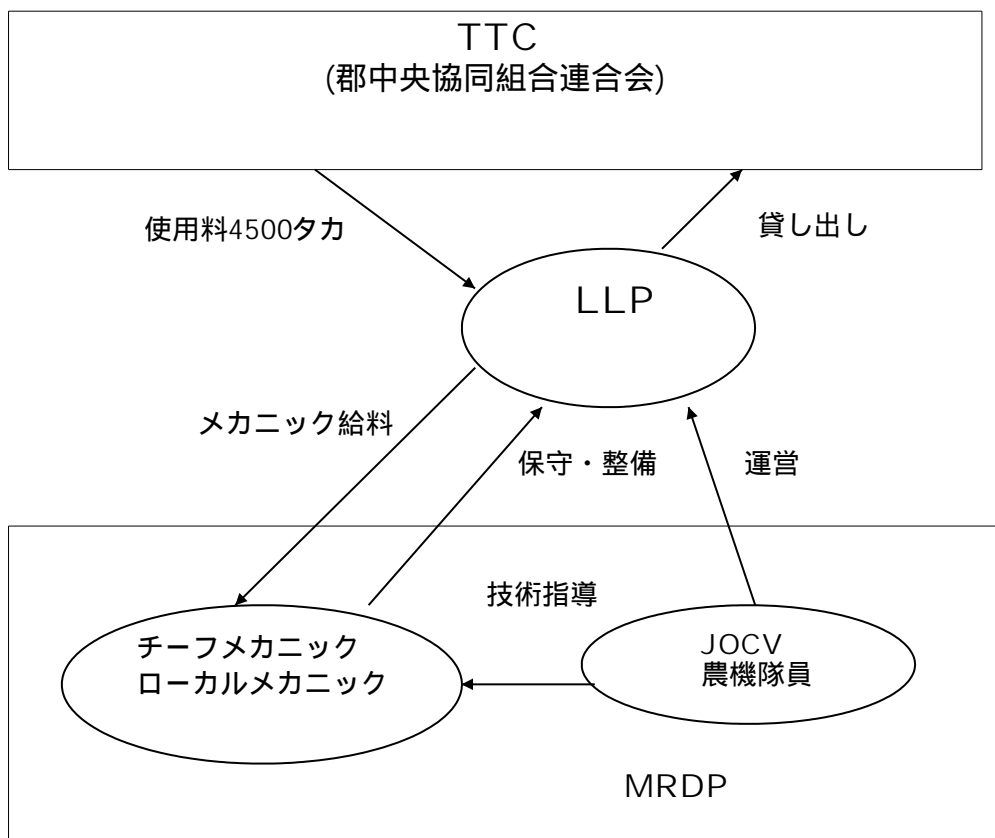 TTC
(郡中央協同組合連合会)
使用料4500タカ
貸し出し
LLP
メカニック給料
保守・整備
運営
技術指導
チーフメカニック
ローカルメカニック
JOCV
農機隊員
MRDP